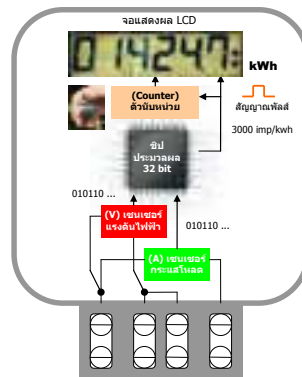 จอแสดงผล LCD
014247:
kWh
(Counter)
ตัวนับหน่วย
สัญญาณพัลส์
3000 imp/kwh
ชิป
ประมวลผล
32 bit
010110 ...
(V) เซนเซอร์
แรงดันไฟฟ้า
010110 ...
(A) เซนเซอร์
กระแสโหลด